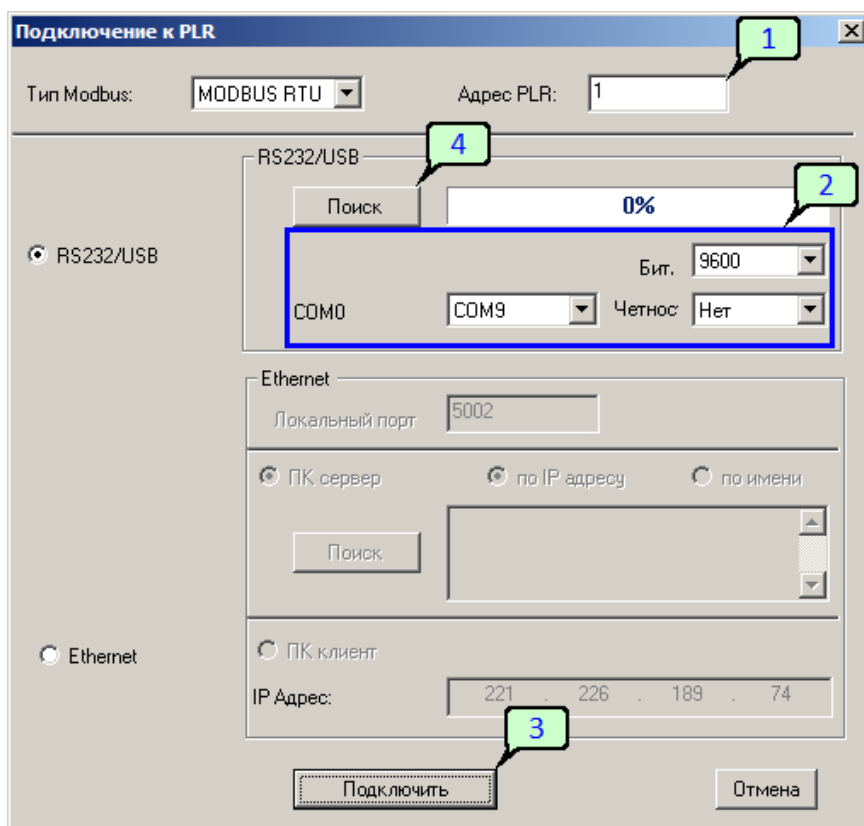 Подключение к PLR
1
Тип Modbus: MODBUS RTU Адрес PLR: 1
4
RS232/USB
2
Поиск 0%
RS232/USB
Бит. 9600
COM0 COM9 Четнос Нет
Ethernet
Локальный порт 5002
ПК сервер по IP адресу по имени
Поиск
Ethernet
ПК клиент
IP Адрес: 221 . 226 . 189 . 74
3
Подключить Отмена